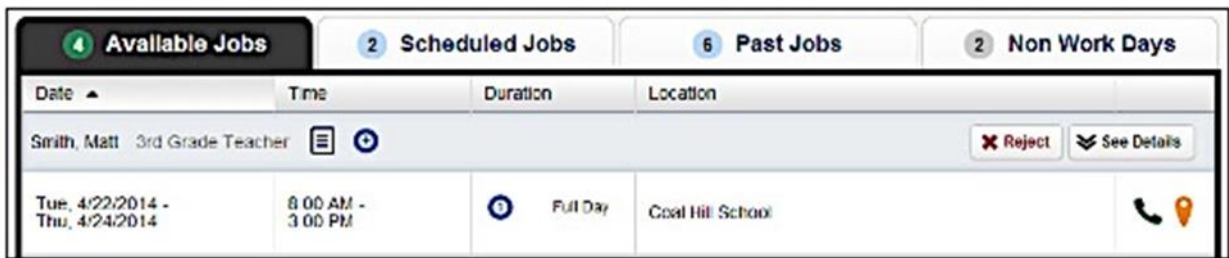 4 Available Jobs 2 Scheduled Jobs 6 Past Jobs 2 Non Work Days
Date Time Duration Location
Smith, Matt 3rd Grade Teacher Reject See Details
Tue, 4/22/2014 - 8:00 AM - Full Day Coal Hill School
Thu, 4/24/2014 3:00 PM